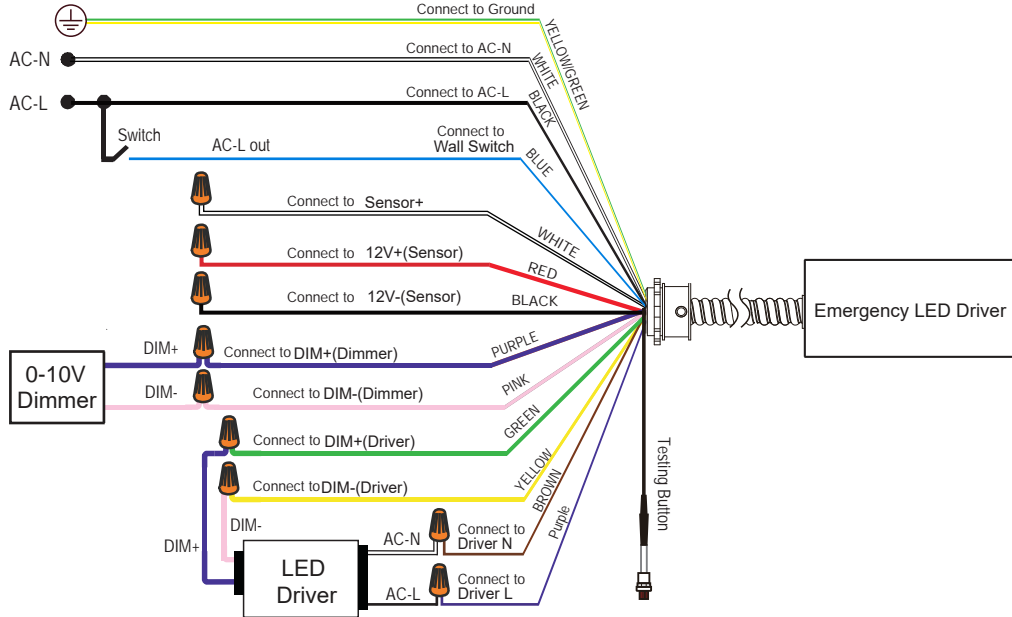 Connect to Ground
YELLOW/GREEN
AC-N
Connect to AC-N
WHITE
AC-L
Connect to AC-L
BLACK
Switch
AC-L out
Connect to
Wall Switch
BLUE
Connect to Sensor+
WHITE
Connect to 12V+(Sensor)
RED
Connect to 12V-(Sensor)
BLACK
Emergency LED Driver
DIM+
Connect to DIM+(Dimmer)
PURPLE
0-10V
Dimmer
DIM-
Connect to DIM-(Dimmer)
PINK
Connect to DIM+(Driver)
GREEN
Connect to DIM-(Driver)
YELLOW
BROWN
Purple
Testing Button
DIM+
DIM-
LED
Driver
AC-N
Connect to
Driver N
AC-L
Connect to
Driver L